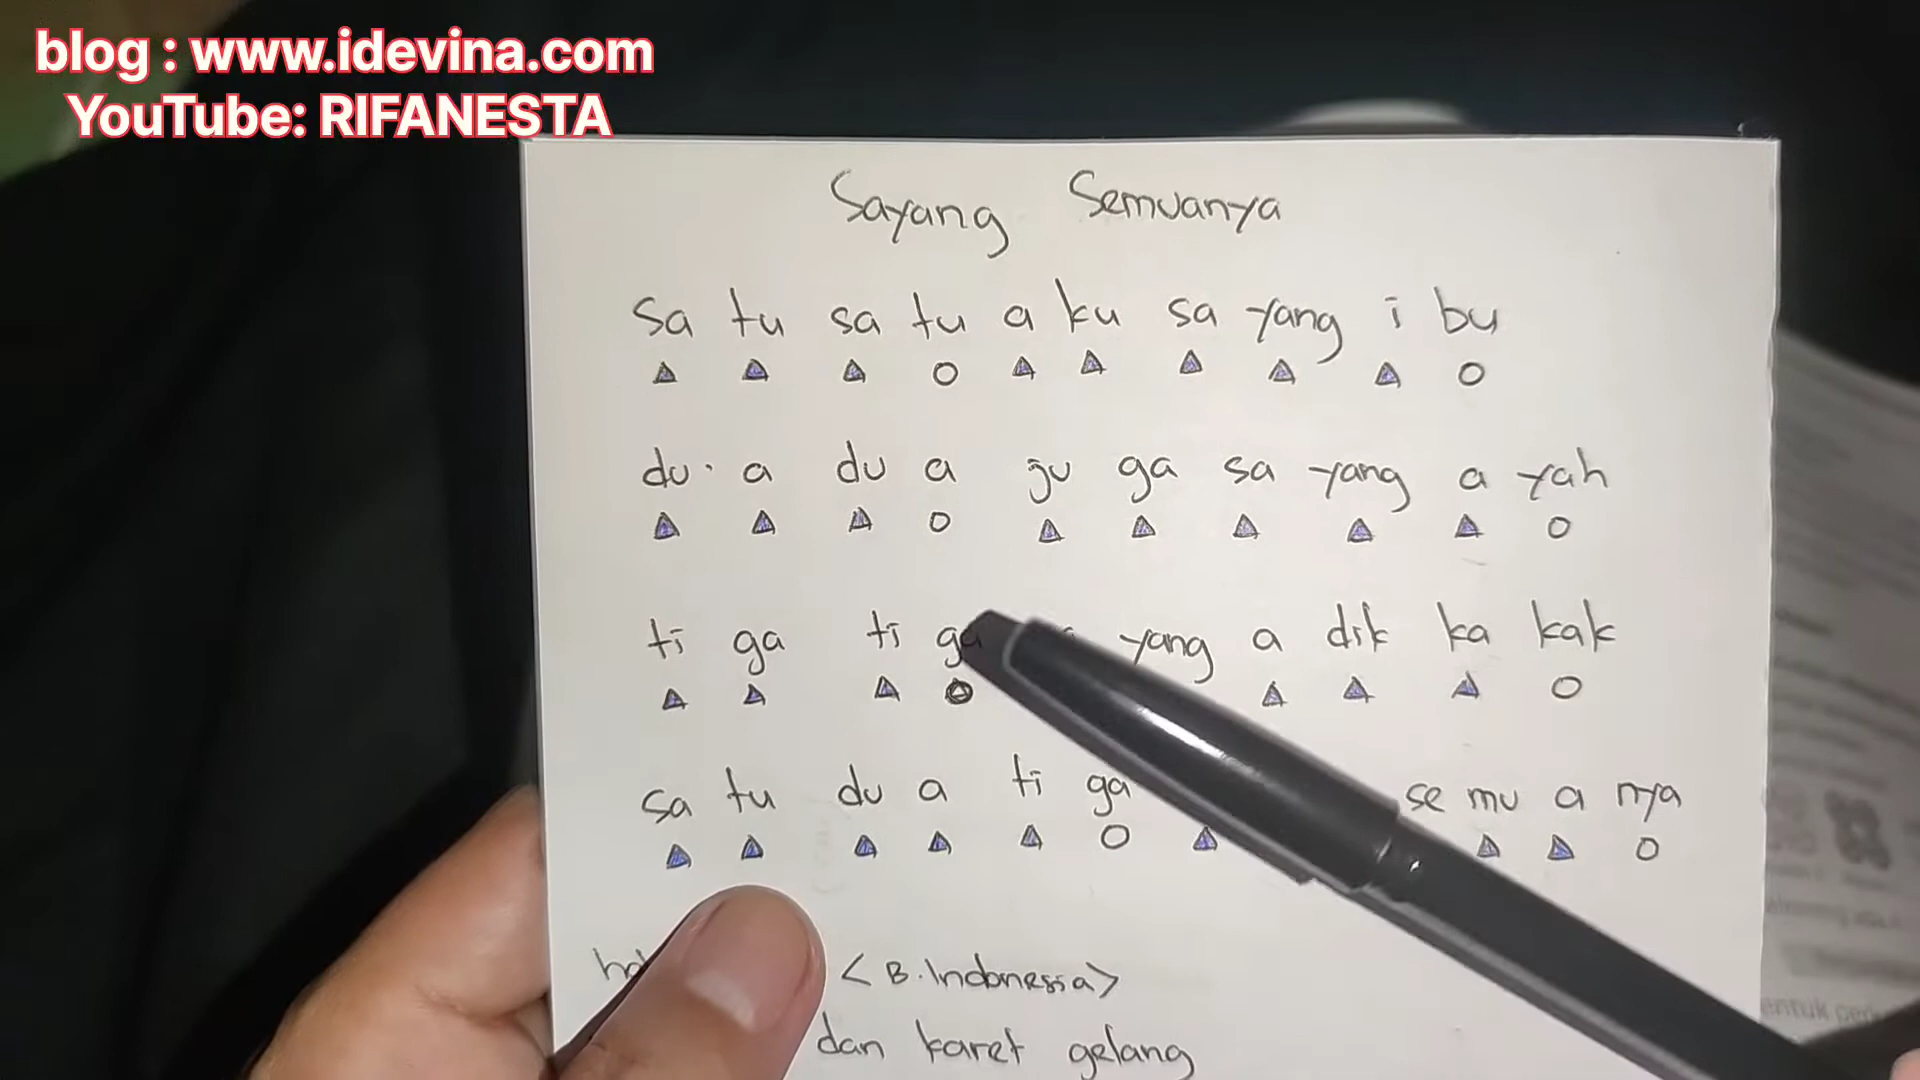 blog : www.idevina.com
YouTube: RIFANESTA
Sayang Semuanya
Sa tu sa tu a ku sa yang i bu
du a du a ju ga sa yang a yah
ti ga ti ga yang a dik ka kak
sa tu du a ti ga se mu a nya
<B.Indonessia>
dan karet gelang